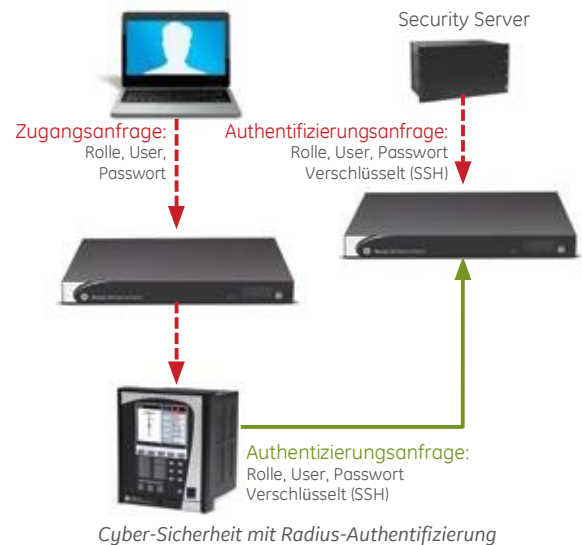 Security Server
Zugangsanfrage:
Rolle, User,
Passwort
Authentifizierungsanfrage:
Rolle, User, Passwort
Verschlüsselt (SSH)
Authentizierungsanfrage:
Rolle, User, Passwort
Verschlüsselt (SSH)
Cyber-Sicherheit mit Radius-Authentifizierung